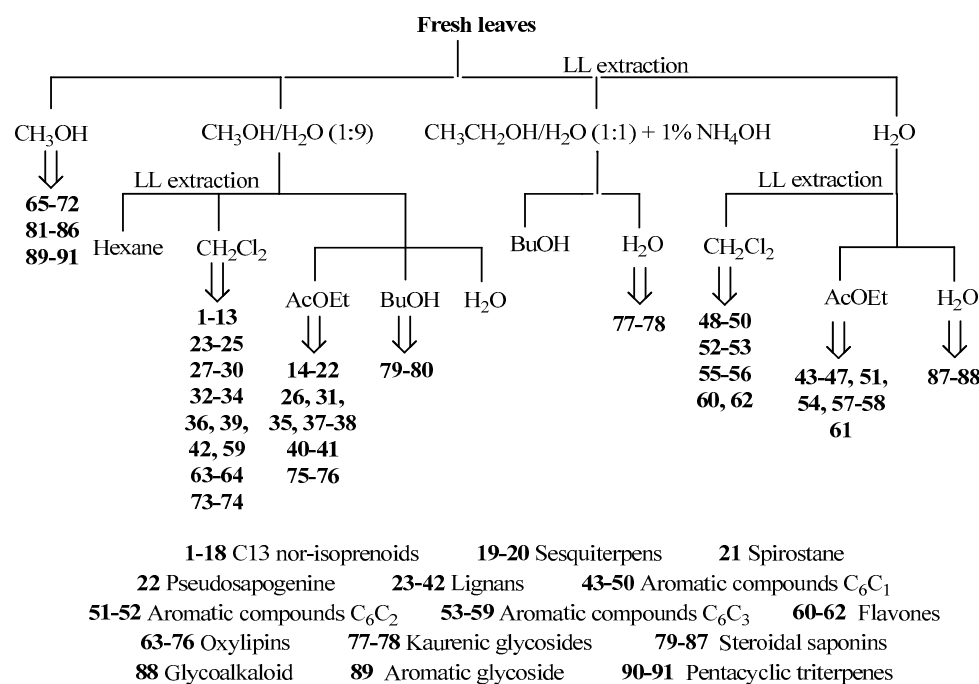 Fresh leaves
LL extraction
CH₃OH
CH₃OH/H₂O (1:9)
CH₃CH₂OH/H₂O (1:1) + 1% NH₄OH
H₂O
65-72
81-86
89-91
LL extraction
Hexane
CH₂Cl₂
1-13
23-25
27-30
32-34
36, 39,
42, 59
63-64
73-74
AcOEt
14-22
26, 31,
35, 37-38
40-41
75-76
BuOH
79-80
H₂O
BuOH
H₂O
77-78
LL extraction
CH₂Cl₂
48-50
52-53
55-56
60, 62
AcOEt
43-47, 51,
54, 57-58
61
H₂O
87-88
1-18 C13 nor-isoprenoids 19-20 Sesquiterpens 21 Spirostane
22 Pseudosapogenine 23-42 Lignans 43-50 Aromatic compounds C₆C₁
51-52 Aromatic compounds C₆C₂ 53-59 Aromatic compounds C₆C₃ 60-62 Flavones
63-76 Oxylipins 77-78 Kaurenic glycosides 79-87 Steroidal saponins
88 Glycoalkaloid 89 Aromatic glycoside 90-91 Pentacyclic triterpenes